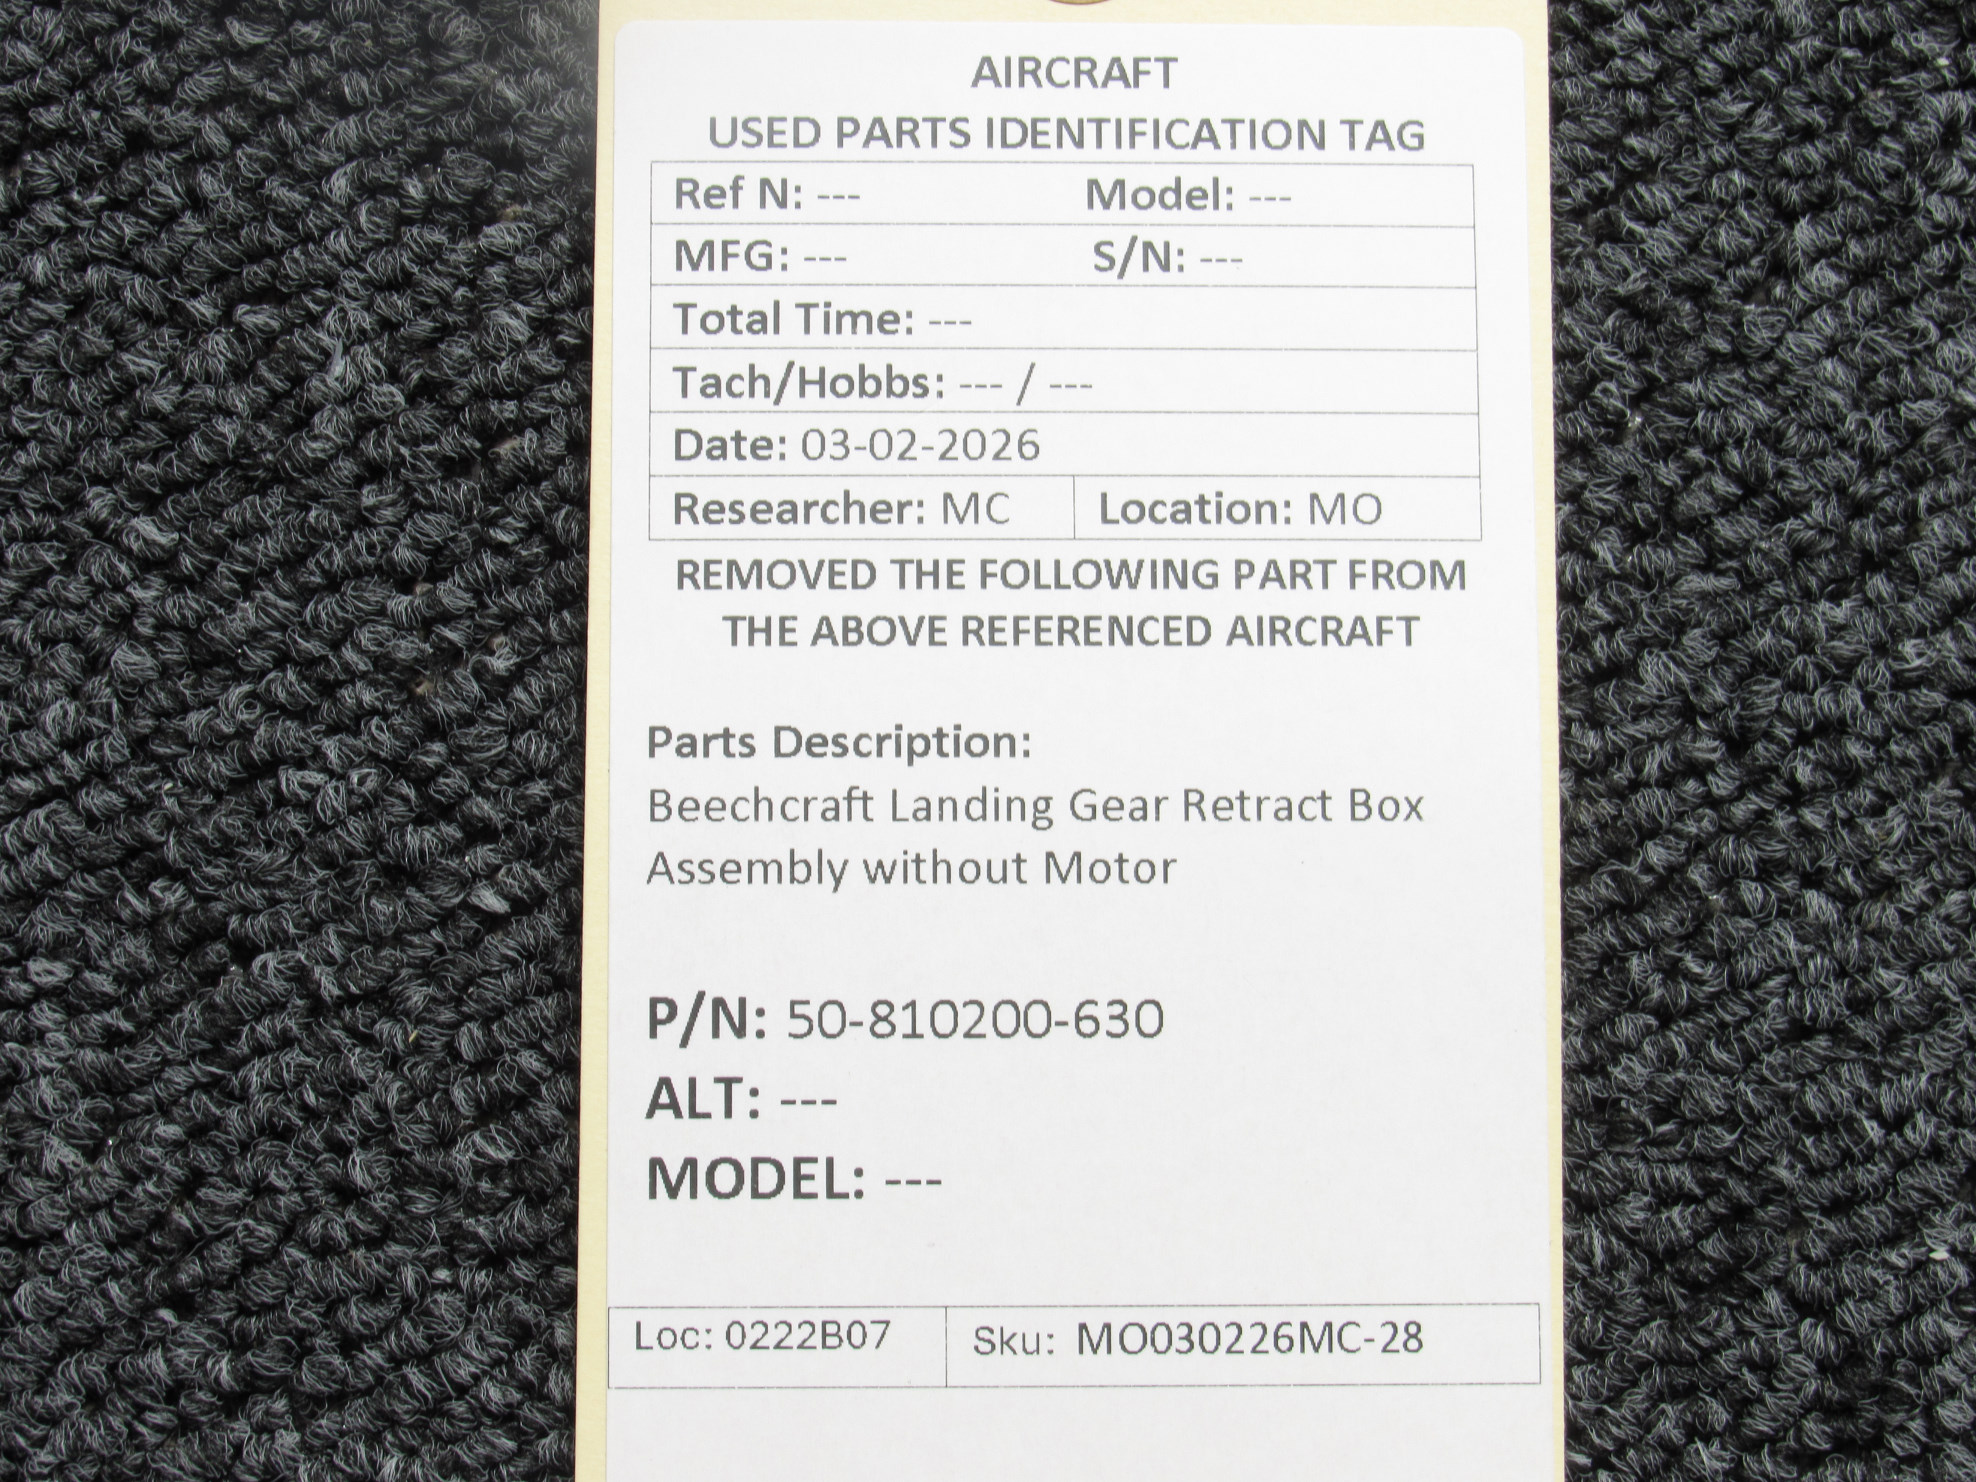 AIRCRAFT
USED PARTS IDENTIFICATION TAG
Ref N: --- Model: ---
MFG: --- S/N: ---
Total Time: ---
Tach/Hobbs: --- / ---
Date: 03-02-2026
Researcher: MC Location: MO
REMOVED THE FOLLOWING PART FROM
THE ABOVE REFERENCED AIRCRAFT
Parts Description:
Beechcraft Landing Gear Retract Box
Assembly without Motor
P/N: 50-810200-630
ALT: ---
MODEL: ---
Loc: 0222B07 Sku: MO030226MC-28